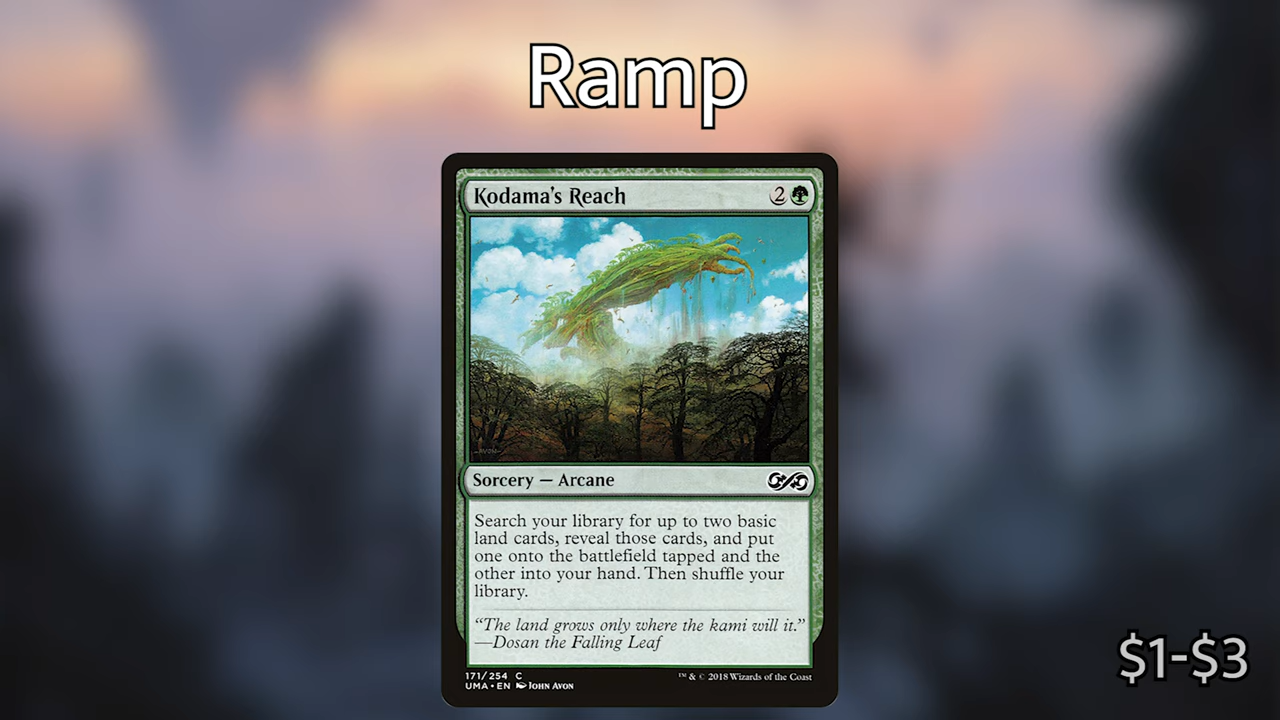 Ramp
Kodama's Reach 2
Sorcery — Arcane
Search your library for up to two basic
land cards, reveal those cards, and put
one onto the battlefield tapped and the
other into your hand. Then shuffle your
library.
“The land grows only where the kami will it.”
—Dosan the Falling Leaf
171/254 C
UMA • EN John Avon
™ & © 2018 Wizards of the Coast
$1-$3